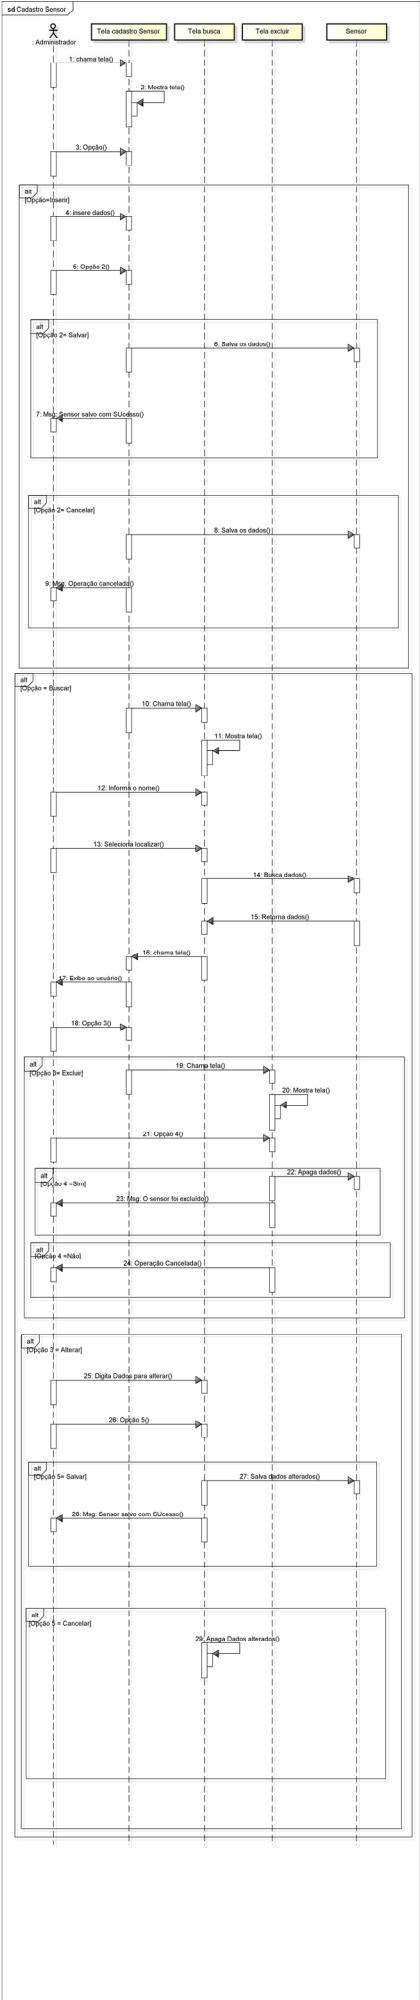 sd Cadastro Sensor
: Administrador
Tela cadastro Sensor
Tela busca
Tela excluir
Sensor
1: chama tela()
2: Mostra tela()
3: Opção()
alt
[Opção=Inserir]
4: insere dados()
5: Opção 2()
alt
[Opção 2= Salvar]
6: Salva os dados()
7: Msg: Sensor salvo com SUcesso()
alt
[Opção 2= Cancelar]
8: Salva os dados()
9: Msg: Operação cancelada()
alt
[Opção = Buscar]
10: Chama tela()
11: Mostra tela()
12: Informa o nome()
13: Seleciona localizar()
14: Busca dados()
15: Retorna dados()
16: chama tela()
17: Exibe ao usuário()
18: Opção 3()
alt
[Opção 3= Excluir]
19: Chama tela()
20: Mostra tela()
21: Opção 4()
alt
[Opção 4 =Sim]
22: Apaga dados()
23: Msg: O sensor foi excluído()
alt
[Opção 4 =Não]
24: Operação Cancelada()
alt
[Opção 3 = Alterar]
25: Digita Dados para alterar()
26: Opção 5()
alt
[Opção 5= Salvar]
27: Salva dados alterados()
28: Msg: Sensor salvo com SUcesso()
alt
[Opção 5 = Cancelar]
29: Apaga Dados alterados()